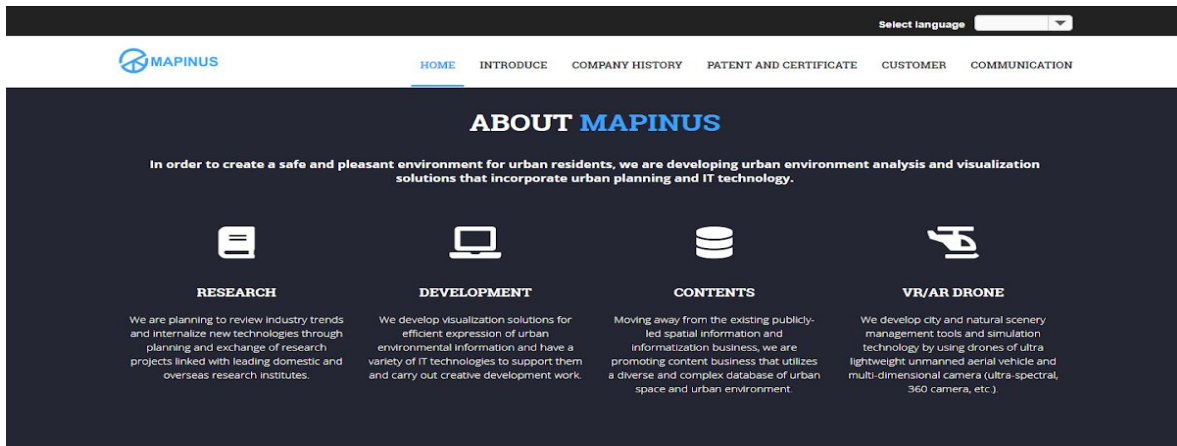 Select language
MAPINUS
HOME INTRODUCE COMPANY HISTORY PATENT AND CERTIFICATE CUSTOMER COMMUNICATION
ABOUT MAPINUS
In order to create a safe and pleasant environment for urban residents, we are developing urban environment analysis and visualization
solutions that incorporate urban planning and IT technology.
RESEARCH
We are planning to review industry trends
and internalize new technologies through
planning and exchange of research
projects linked with leading domestic and
overseas research institutes.
DEVELOPMENT
We develop visualization solutions for
efficient expression of urban
environmental information and have a
variety of IT technologies to support them
and carry out creative development work.
CONTENTS
Moving away from the existing publicly-
led spatial information and
informatization business, we are
promoting content business that utilizes
a diverse and complex database of urban
space and urban environment.
VR/AR DRONE
We develop city and natural scenery
management tools and simulation
technology by using drones of ultra
lightweight unmanned aerial vehicle and
multi-dimensional camera (ultra-spectral,
360 camera, etc.).